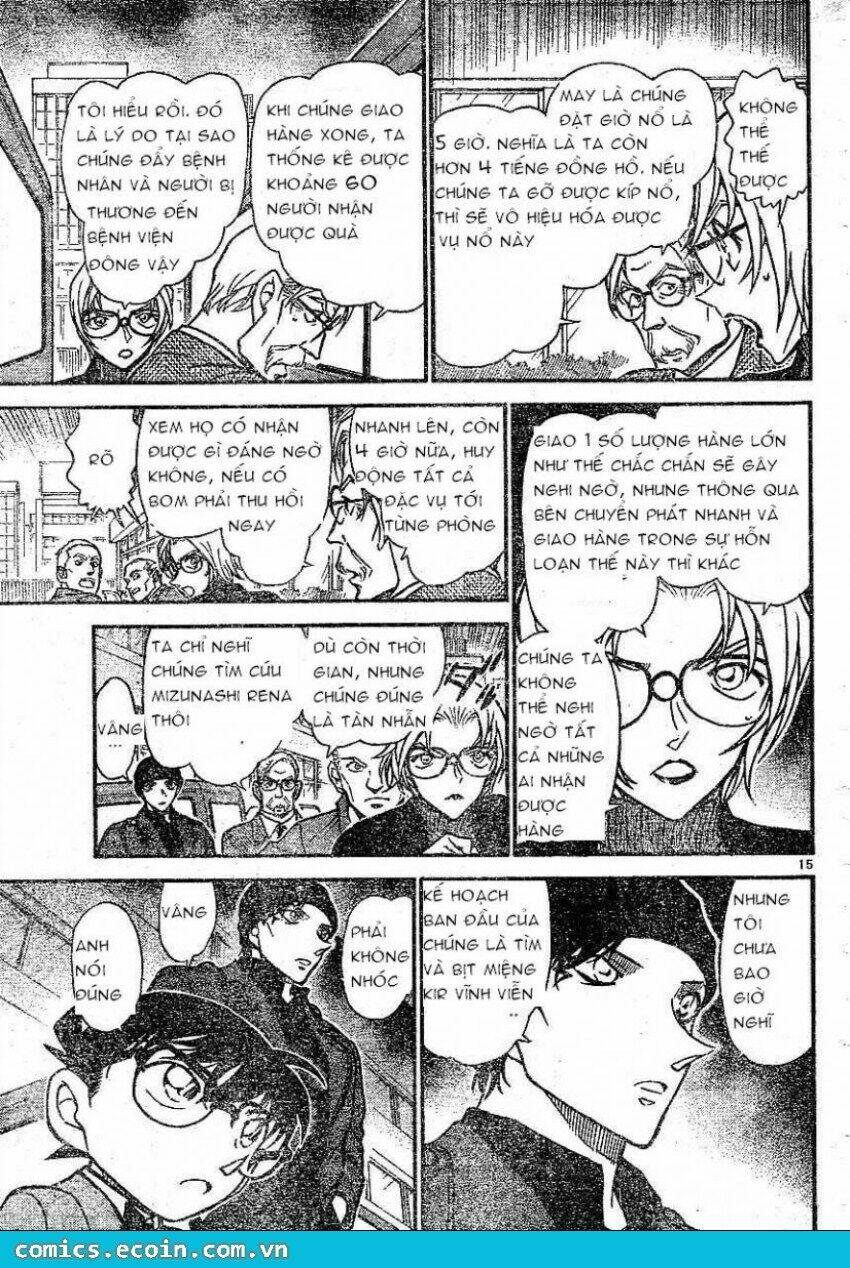 KHÔNG
THỂ
THẾ
ĐƯỢC
MAY LÀ CHÚNG
ĐẶT GIỜ NỔ LÀ
5 GIỜ. NGHĨA LÀ TA CÒN
HƠN 4 TIẾNG ĐỒNG HỒ. NẾU
CHÚNG TA GỠ ĐƯỢC KÍP NỔ,
THÌ SẼ VÔ HIỆU HÓA ĐƯỢC
VỤ NỔ NÀY
KHI CHÚNG GIAO
HÀNG XONG, TA
THỐNG KÊ ĐƯỢC
KHOẢNG 60
NGƯỜI NHẬN
ĐƯỢC QUÀ
TÔI HIỂU RỒI. ĐÓ
LÀ LÝ DO TẠI SAO
CHÚNG ĐẨY BỆNH
NHÂN VÀ NGƯỜI BỊ
THƯƠNG ĐẾN
BỆNH VIỆN
ĐÔNG VẬY
GIAO 1 SỐ LƯỢNG HÀNG LỚN
NHƯ THẾ CHẮC CHẮN SẼ GÂY
NGHI NGỜ, NHƯNG THÔNG QUA
BÊN CHUYỂN PHÁT NHANH VÀ
GIAO HÀNG TRONG SỰ HỖN
LOẠN THẾ NÀY THÌ KHÁC
CHÚNG TA
KHÔNG
THỂ NGHI
NGỜ TẤT
CẢ NHỮNG
AI NHẬN
ĐƯỢC
HÀNG
NHANH LÊN, CÒN
4 GIỜ NỮA, HUY
ĐỘNG TẤT CẢ
ĐẶC VỤ TỚI
TỪNG PHÒNG
XEM HỌ CÓ NHẬN
ĐƯỢC GÌ ĐÁNG NGỜ
KHÔNG, NẾU CÓ
BOM PHẢI THU HỒI
NGAY
RÕ
DÙ CÒN THỜI
GIAN, NHƯNG
CHÚNG ĐÚNG
LÀ TÀN NHẪN
TA CHỈ NGHĨ
CHÚNG TÌM CỨU
MIZUNASHI RENA
THÔI
VÂNG
...
15
NHƯNG
TÔI
CHƯA
BAO
GIỜ
NGHĨ
KẾ HOẠCH
BAN ĐẦU CỦA
CHÚNG LÀ TÌM
VÀ BỊT MIỆNG
KIR VĨNH VIỄN
PHẢI
KHÔNG
NHÓC
VÂNG
ANH
NÓI
ĐÚNG
comics.ecoin.com.vn